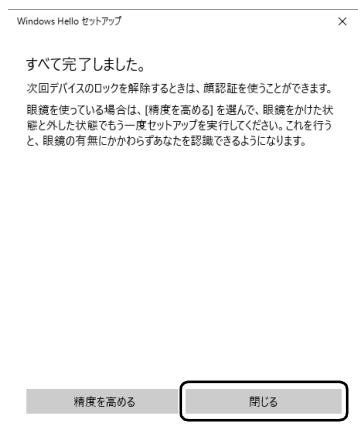 Windows Hello セットアップ
すべて完了しました。
次回デバイスのロックを解除するときは、顔認証を使うことができます。
眼鏡を使っている場合は、[精度を高める] を選んで、眼鏡をかけた状
態と外した状態でもう一度セットアップを実行してください。これを行う
と、眼鏡の有無にかかわらずあなたを認識できるようになります。
精度を高める
閉じる